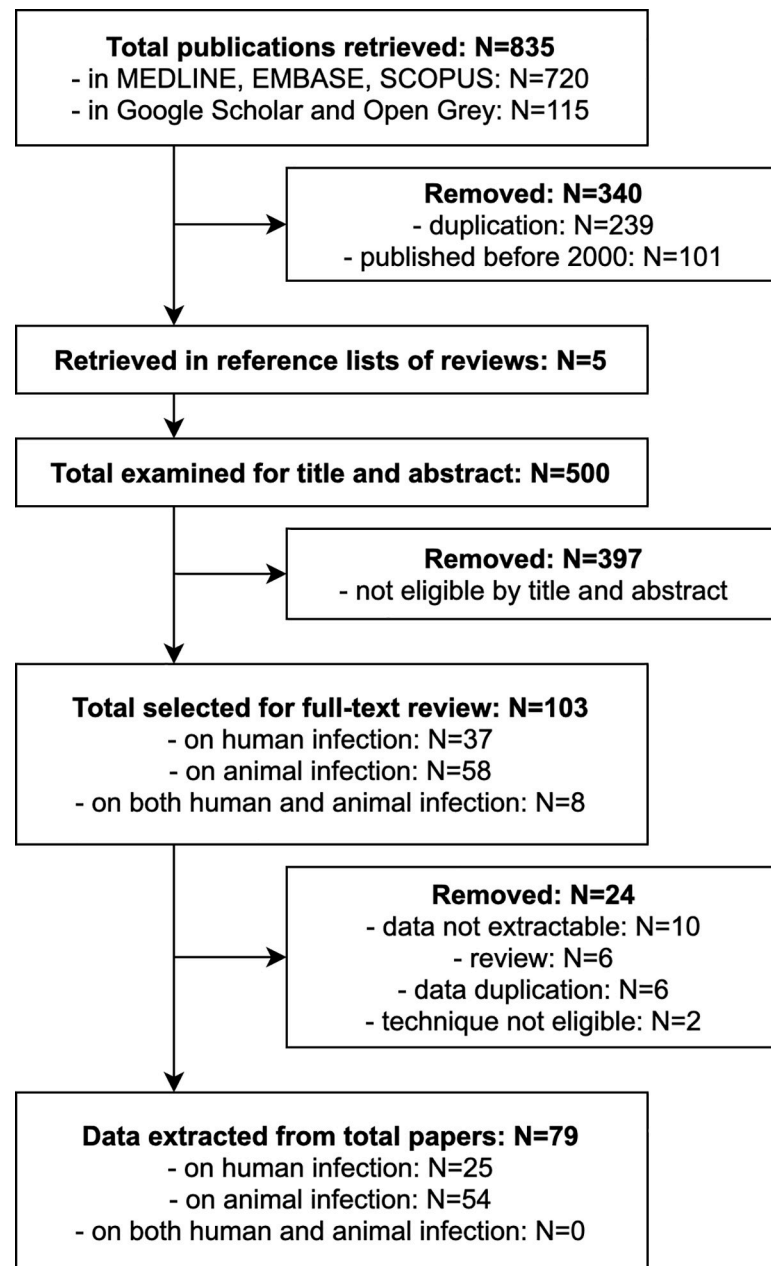 Total publications retrieved: N=835
- in MEDLINE, EMBASE, SCOPUS: N=720
- in Google Scholar and Open Grey: N=115
Removed: N=340
- duplication: N=239
- published before 2000: N=101
Retrieved in reference lists of reviews: N=5
Total examined for title and abstract: N=500
Removed: N=397
- not eligible by title and abstract
Total selected for full-text review: N=103
- on human infection: N=37
- on animal infection: N=58
- on both human and animal infection: N=8
Removed: N=24
- data not extractable: N=10
- review: N=6
- data duplication: N=6
- technique not eligible: N=2
Data extracted from total papers: N=79
- on human infection: N=25
- on animal infection: N=54
- on both human and animal infection: N=0